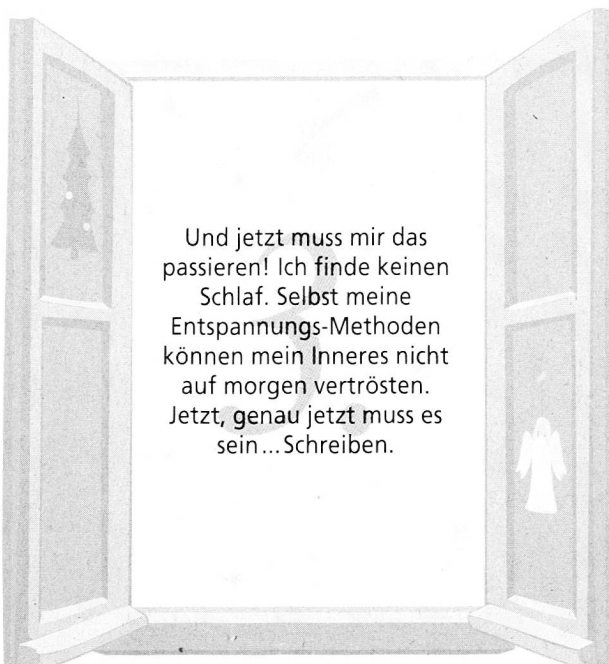 3.
Und jetzt muss mir das
passieren! Ich finde keinen
Schlaf. Selbst meine
Entspannungs-Methoden
können mein Inneres nicht
auf morgen vertrösten.
Jetzt, genau jetzt muss es
sein... Schreiben.